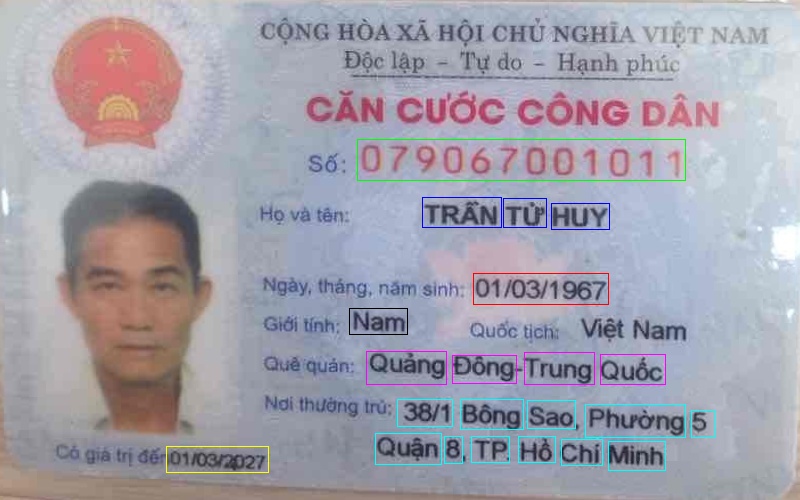 CỘNG HÒA XÃ HỘI CHỦ NGHĨA VIỆT NAM
Độc lập – Tự do – Hạnh phúc
CĂN CƯỚC CÔNG DÂN
Số: 079067001011
Họ và tên: TRẦN TỬ HUY
Ngày, tháng, năm sinh: 01/03/1967
Giới tính: Nam Quốc tịch: Việt Nam
Quê quán: Quảng Đông-Trung Quốc
Nơi thường trú: 38/1 Bông Sao, Phường 5
Quận 8, TP. Hồ Chí Minh
Có giá trị đến 01/03/2027